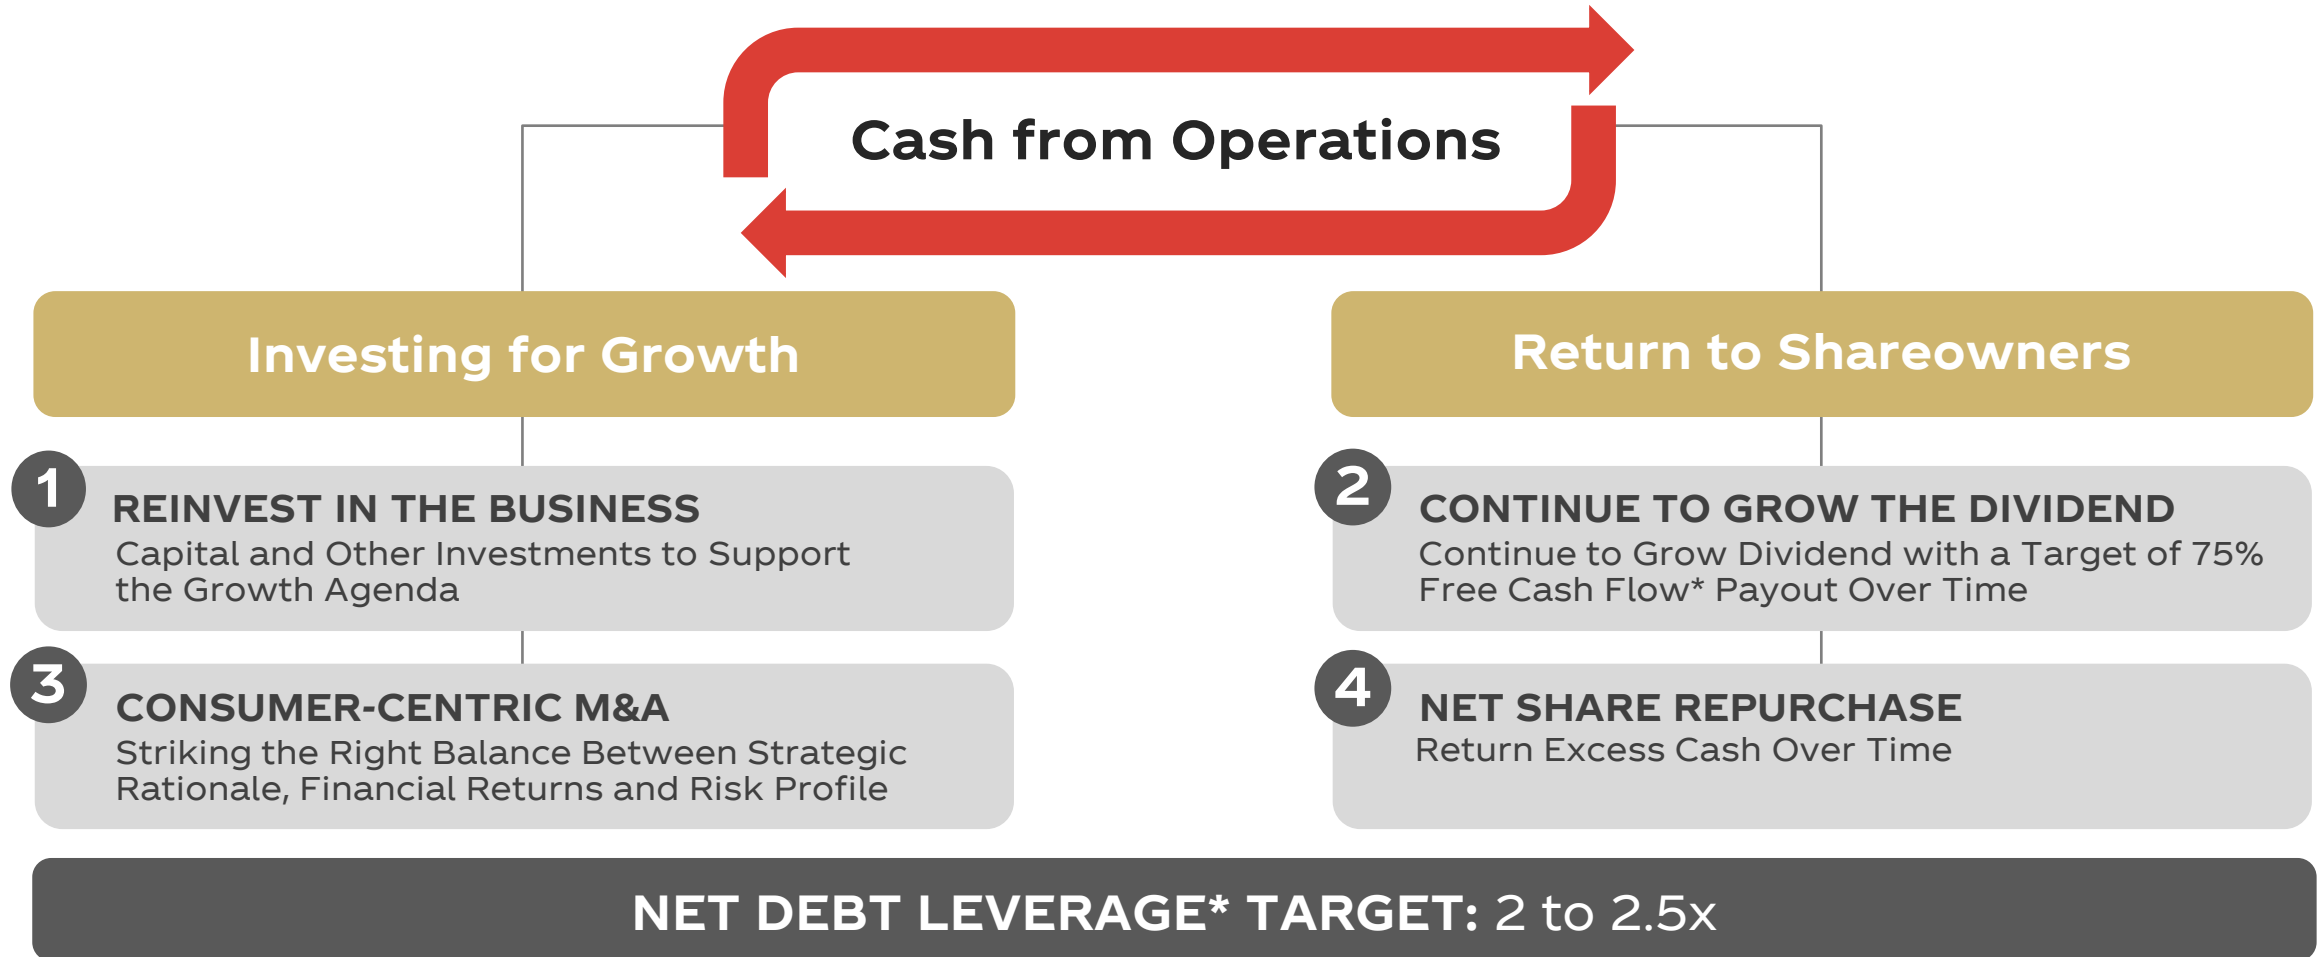 Cash from Operations
Investing for Growth
Return to Shareowners
1
REINVEST IN THE BUSINESS
Capital and Other Investments to Support
the Growth Agenda
2
CONTINUE TO GROW THE DIVIDEND
Continue to Grow Dividend with a Target of 75%
Free Cash Flow* Payout Over Time
3
CONSUMER-CENTRIC M&A
Striking the Right Balance Between Strategic
Rationale, Financial Returns and Risk Profile
4
NET SHARE REPURCHASE
Return Excess Cash Over Time
NET DEBT LEVERAGE* TARGET: 2 to 2.5x